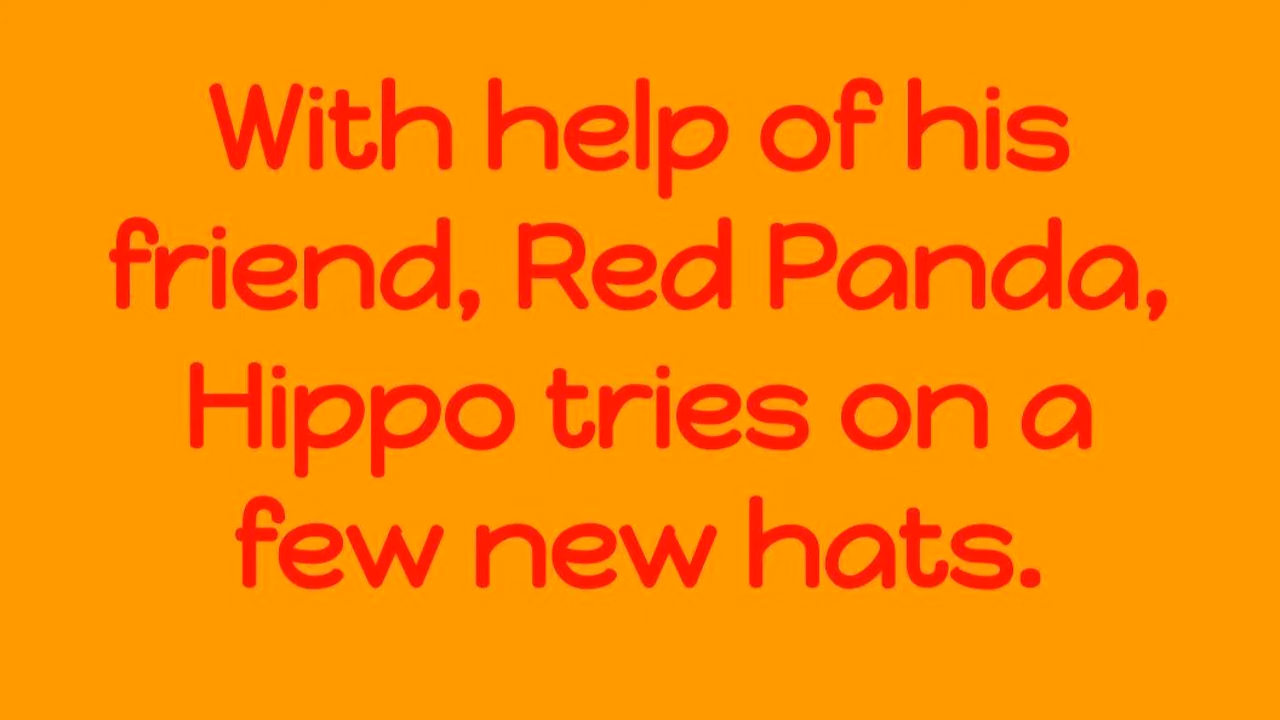 With help of his
friend, Red Panda,
Hippo tries on a
few new hats.